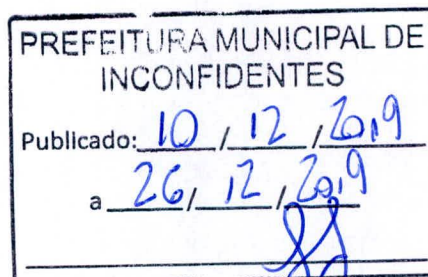 PREFEITURA MUNICIPAL DE
INCONFIDENTES
Publicado: 10 / 12 / 2019
a 26 / 12 / 2019